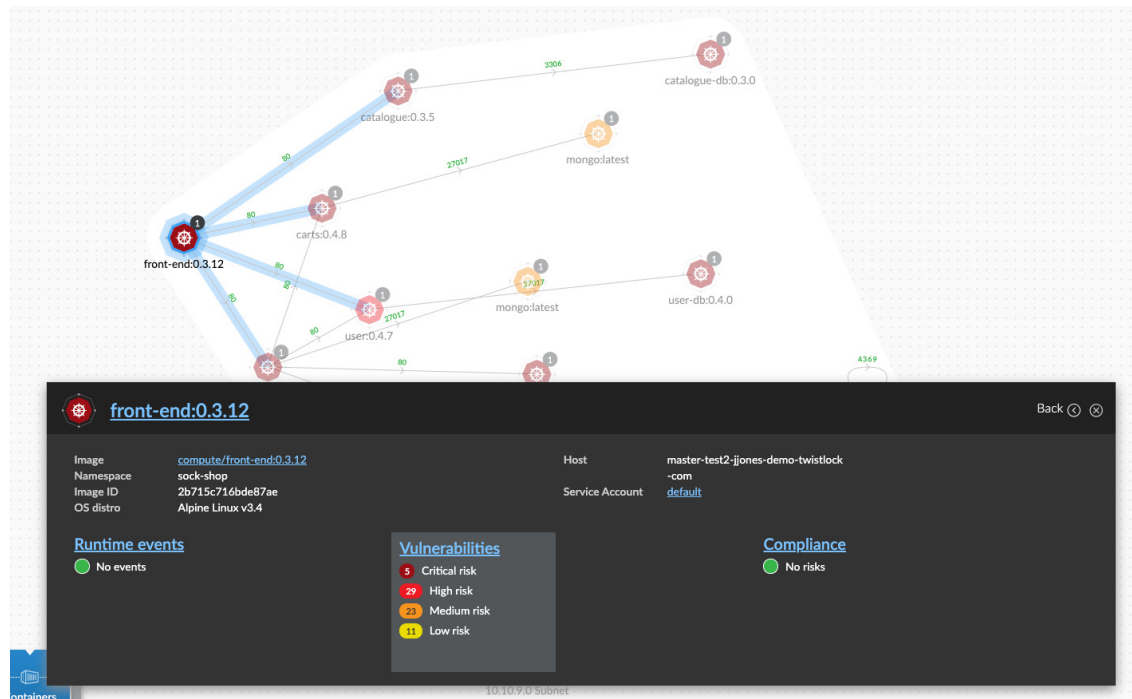 1
3306
catalogue-db:0.3.0
1
catalogue:0.3.5
1
mongo:latest
80
27017
1
carts:0.4.8
80
1
front-end:0.3.12
80
80
80
1
27017
mongo:latest
1
user-db:0.4.0
1
user:0.4.7
27017
80
1
80
1
4369
front-end:0.3.12
Back
Image compute/front-end:0.3.12
Namespace sock-shop
Image ID 2b715c716bde87ae
OS distro Alpine Linux v3.4
Host master-test2-jjones-demo-twistlock
-com
Service Account default
Runtime events
No events
Vulnerabilities
5 Critical risk
29 High risk
23 Medium risk
11 Low risk
Compliance
No risks
10.10.9.0 Subnet